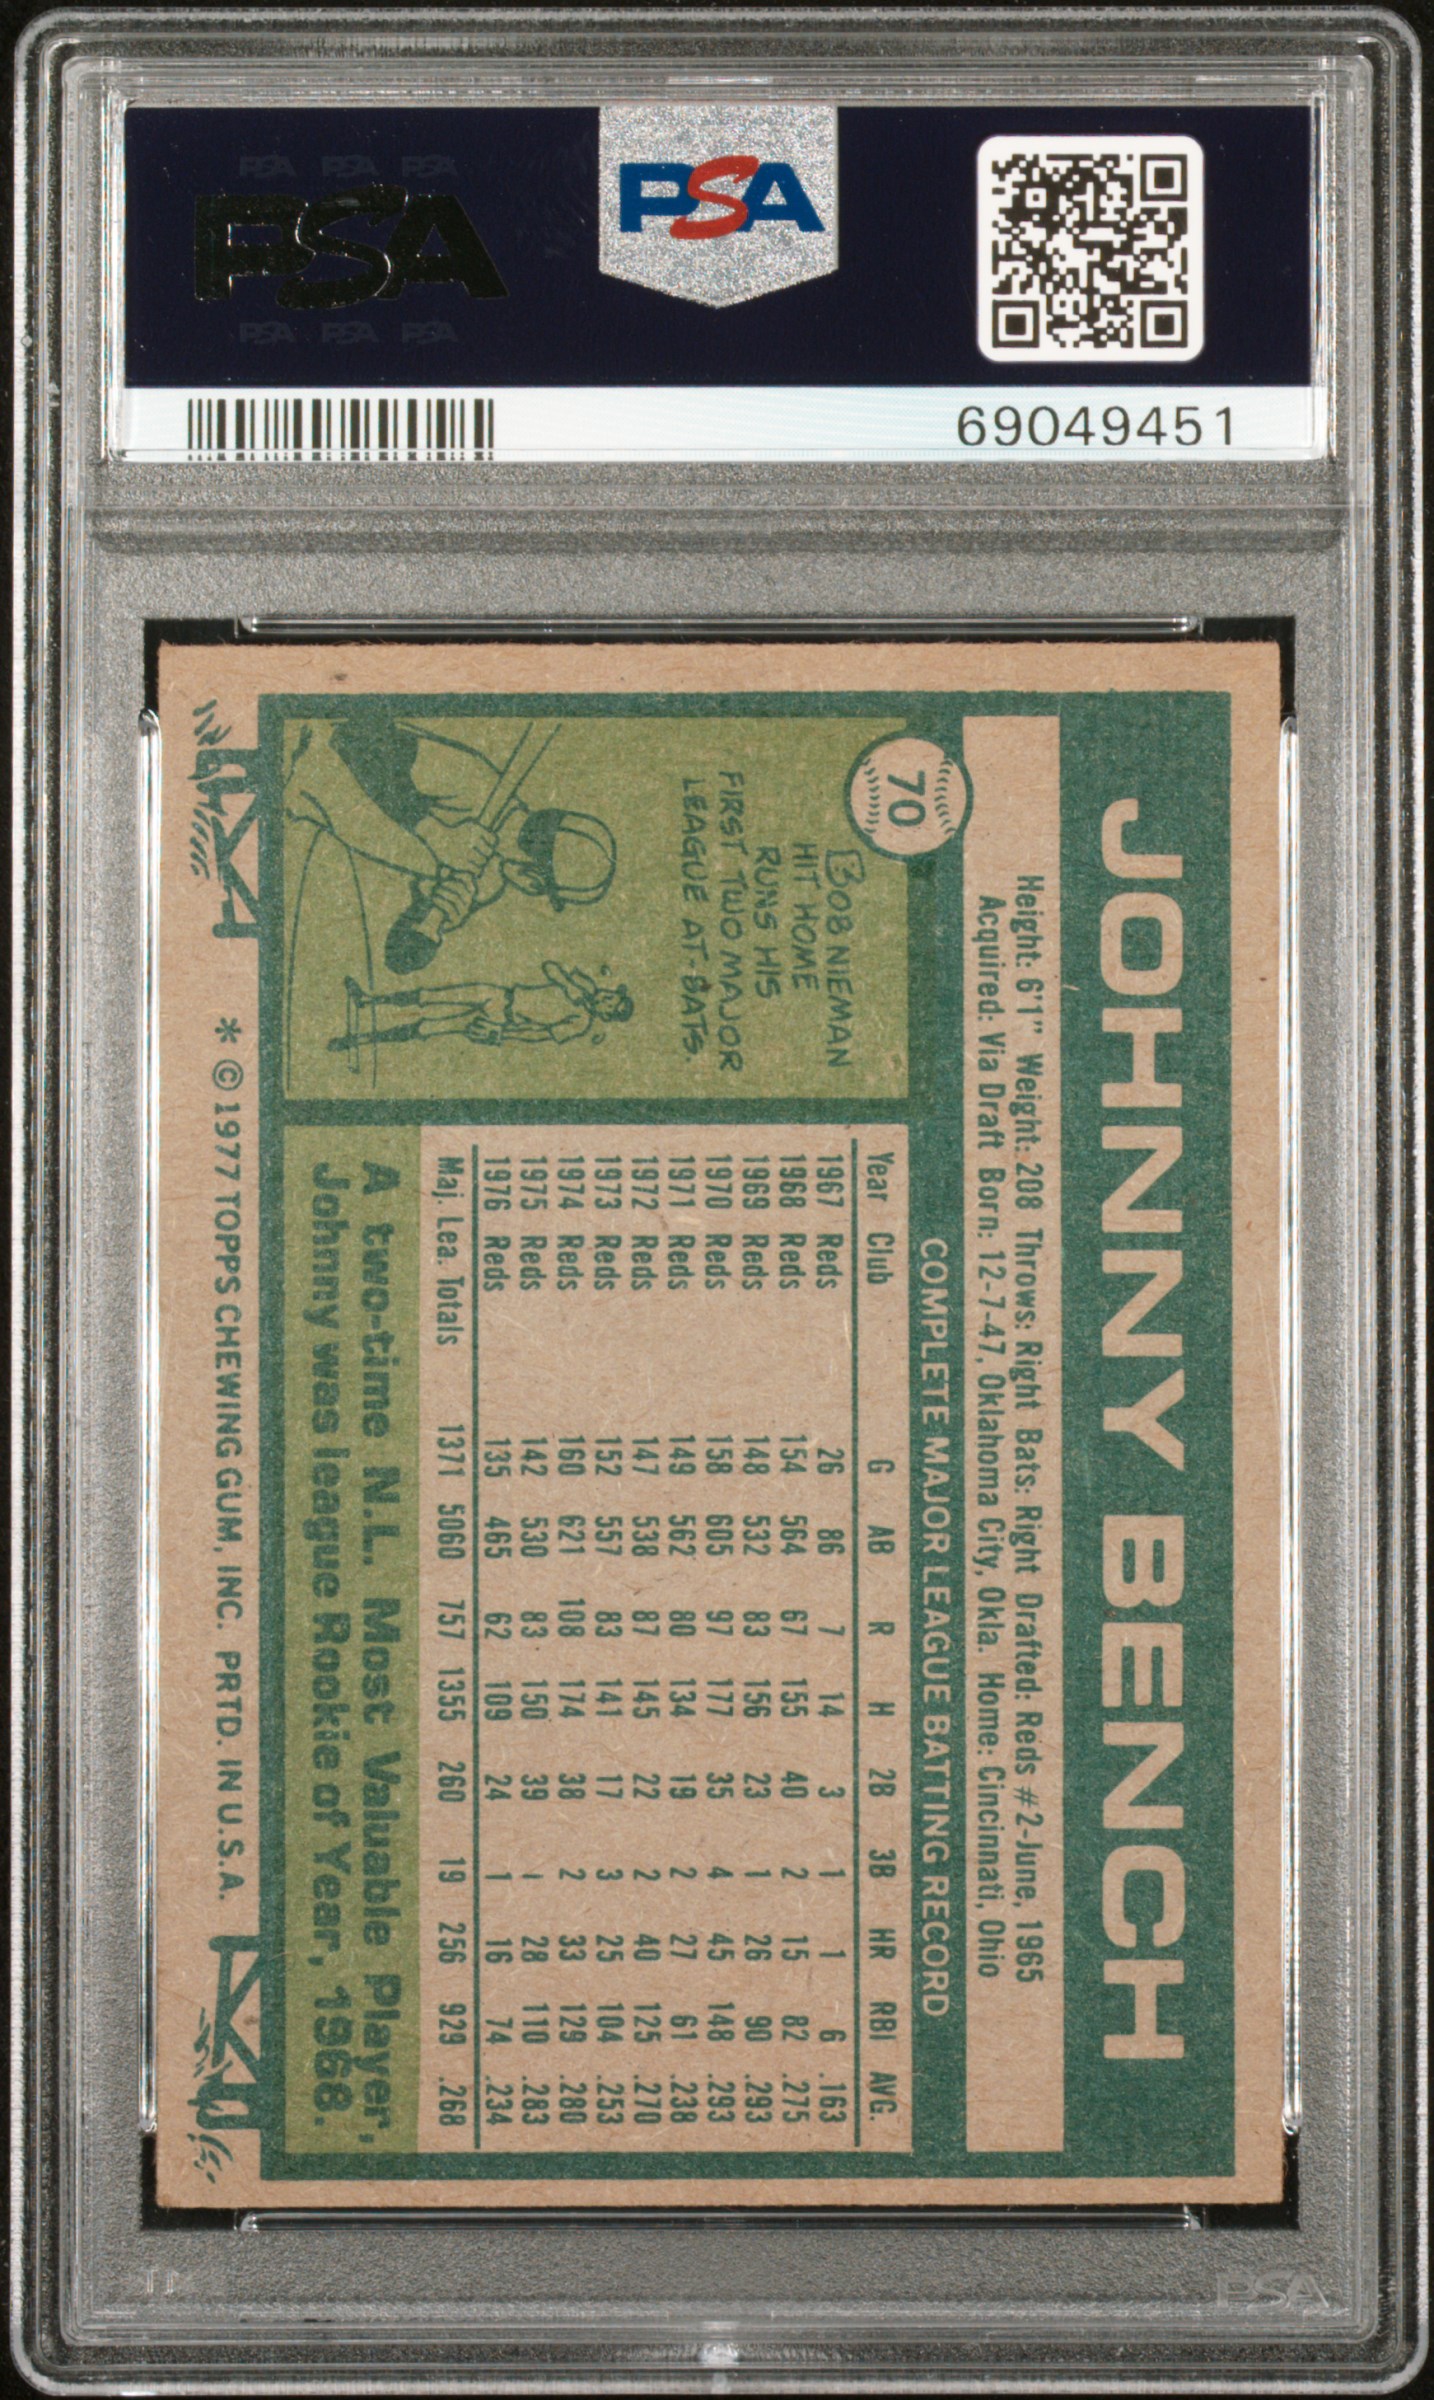 PSA PSA PSA
PSA
PSA PSA PSA
PSA
69049451
JOHNNY BENCH
Height: 6'1" Weight: 208 Throws: Right Bats: Right Drafted: Reds #2-June, 1965
Acquired: Via Draft Born: 12-7-47, Oklahoma City, Okla. Home: Cincinnati, Ohio
70
BOB NIEMAN
HIT HOME
RUNS HIS
FIRST TWO MAJOR
LEAGUE AT-BATS.
COMPLETE MAJOR LEAGUE BATTING RECORD
Year Club G AB R H 2B 3B HR RBI AVG.
1967 Reds 26 86 7 14 3 1 1 6 .163
1968 Reds 154 564 67 155 40 2 15 82 .275
1969 Reds 148 532 83 156 23 1 26 90 .293
1970 Reds 158 605 97 177 35 4 45 148 .293
1971 Reds 149 562 80 134 19 2 27 61 .238
1972 Reds 147 538 87 145 22 2 40 125 .270
1973 Reds 152 557 83 141 17 3 25 104 .253
1974 Reds 160 621 108 174 38 2 33 129 .280
1975 Reds 142 530 83 150 39 1 28 110 .283
1976 Reds 135 465 62 109 24 1 16 74 .234
Maj. Lea. Totals 1371 5060 757 1355 260 19 256 929 .268
A two-time N.L. Most Valuable Player,
Johnny was league Rookie of Year, 1968.
* © 1977 TOPPS CHEWING GUM, INC. PRTD. IN U.S.A.
PSA